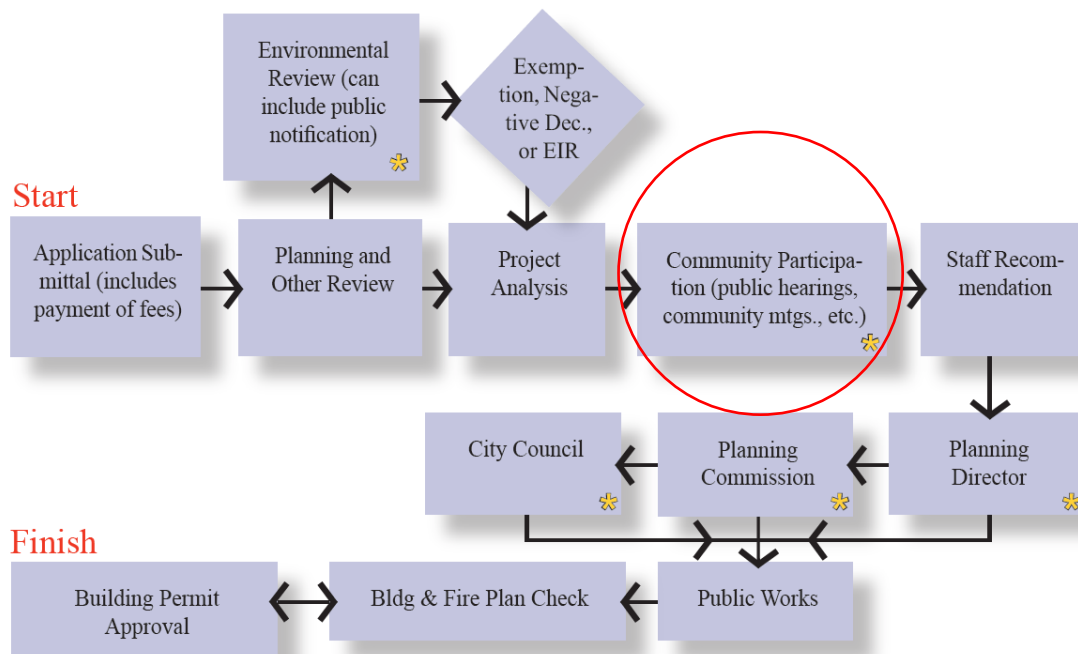 Environmental
Review (can
include public
notification)
*
Exemp-
tion, Nega-
tive Dec.,
or EIR
Start
Application Sub-
mittal (includes
payment of fees)
Planning and
Other Review
Project
Analysis
Community Participa-
tion (public hearings,
community mtgs., etc.)
*
Staff Recom-
mendation
City Council
*
Planning
Commission
*
Planning
Director
*
Finish
Building Permit
Approval
Bldg & Fire Plan Check
Public Works